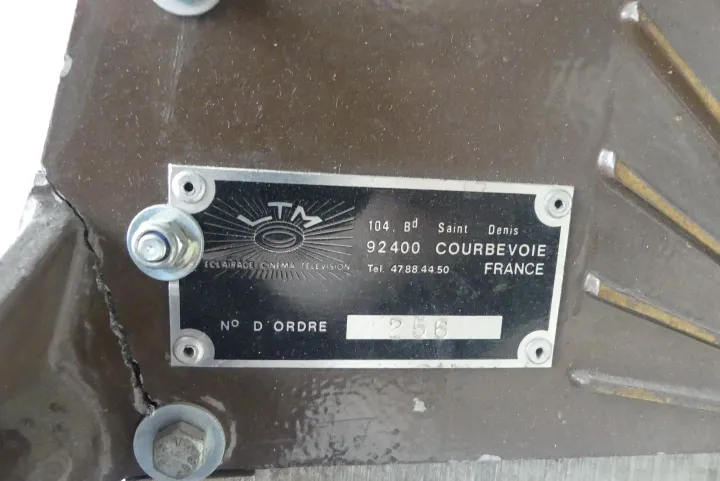 LTM
ECLAIRAGE CINEMA TELEVISION
104. Bd Saint Denis
92400 COURBEVOIE
Tel. 47.88.44.50 FRANCE
No D'ORDRE 256